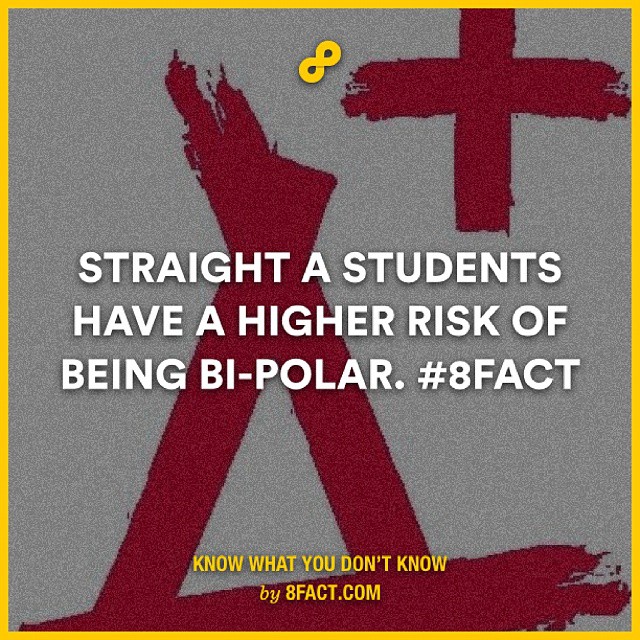 STRAIGHT A STUDENTS
HAVE A HIGHER RISK OF
BEING BI-POLAR. #8FACT
KNOW WHAT YOU DON'T KNOW
by 8FACT.COM